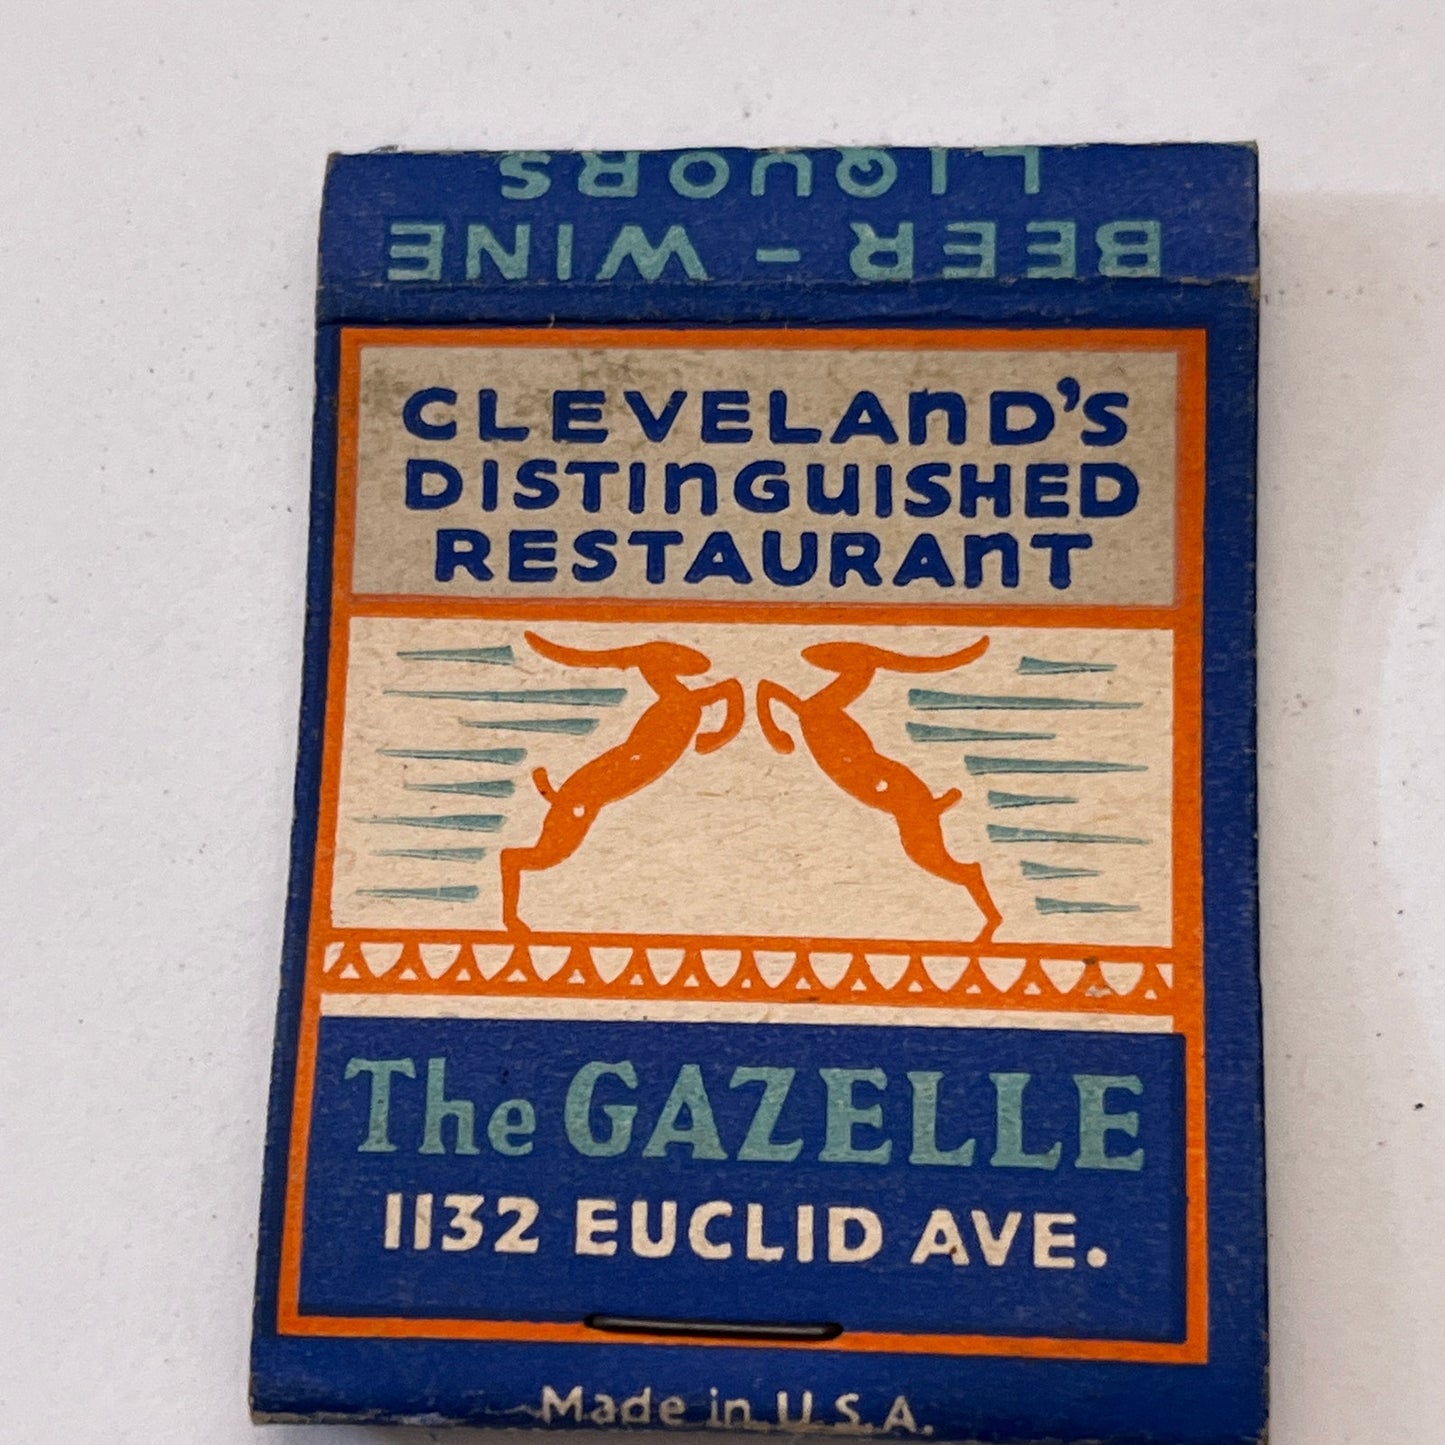 BEER - WINE
LIQUORS
CLEVELAnD'S
DISTInGUISHED
RESTAURAnT
The GAZELLE
1132 EUCLID AVE.
Made in U.S.A.